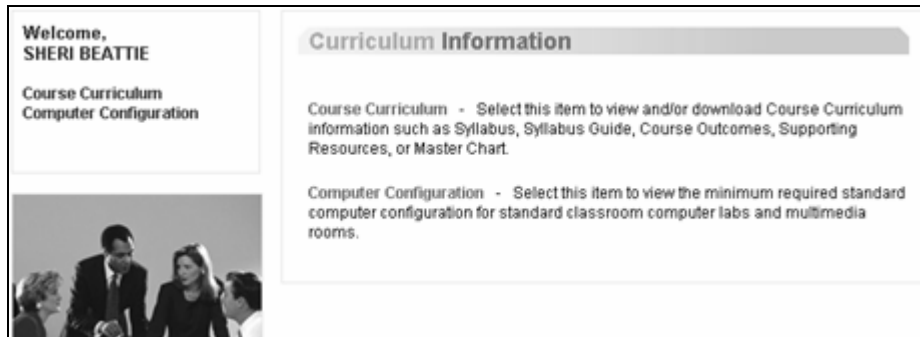 Welcome,
SHERI BEATTIE
Course Curriculum
Computer Configuration
Curriculum Information
Course Curriculum - Select this item to view and/or download Course Curriculum
information such as Syllabus, Syllabus Guide, Course Outcomes, Supporting
Resources, or Master Chart.
Computer Configuration - Select this item to view the minimum required standard
computer configuration for standard classroom computer labs and multimedia
rooms.